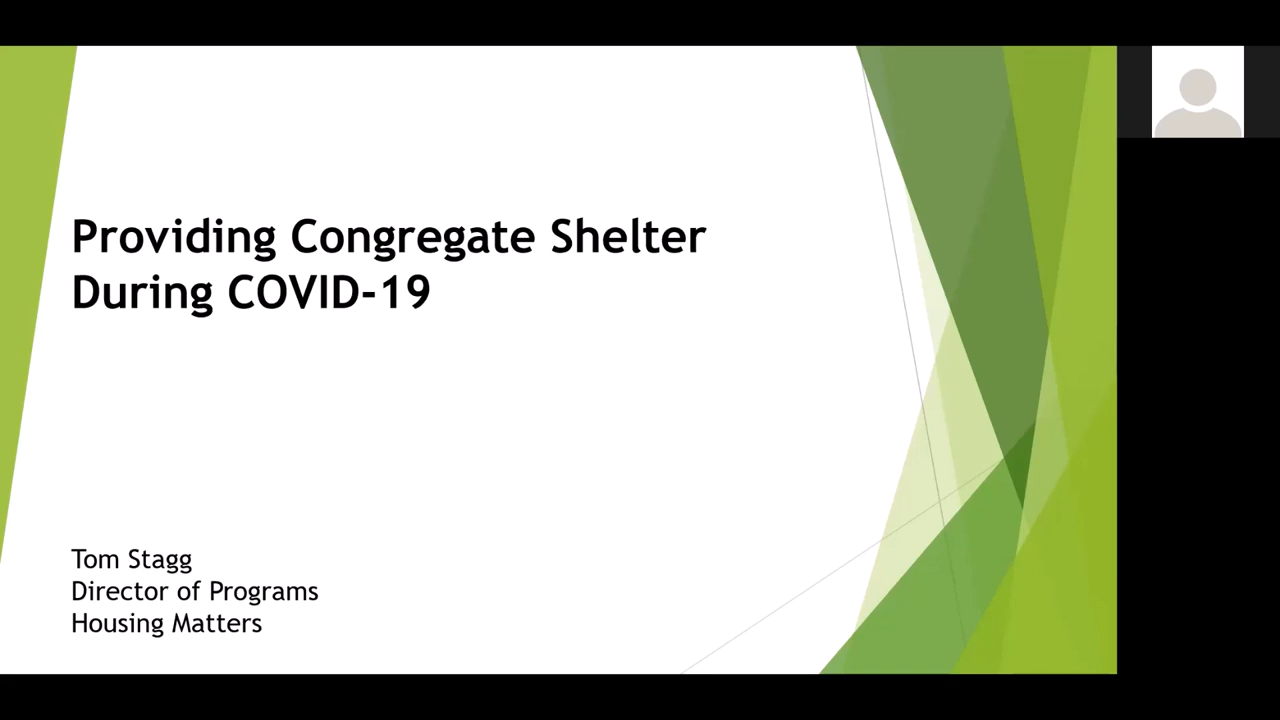 Providing Congregate Shelter
During COVID-19
Tom Stagg
Director of Programs
Housing Matters